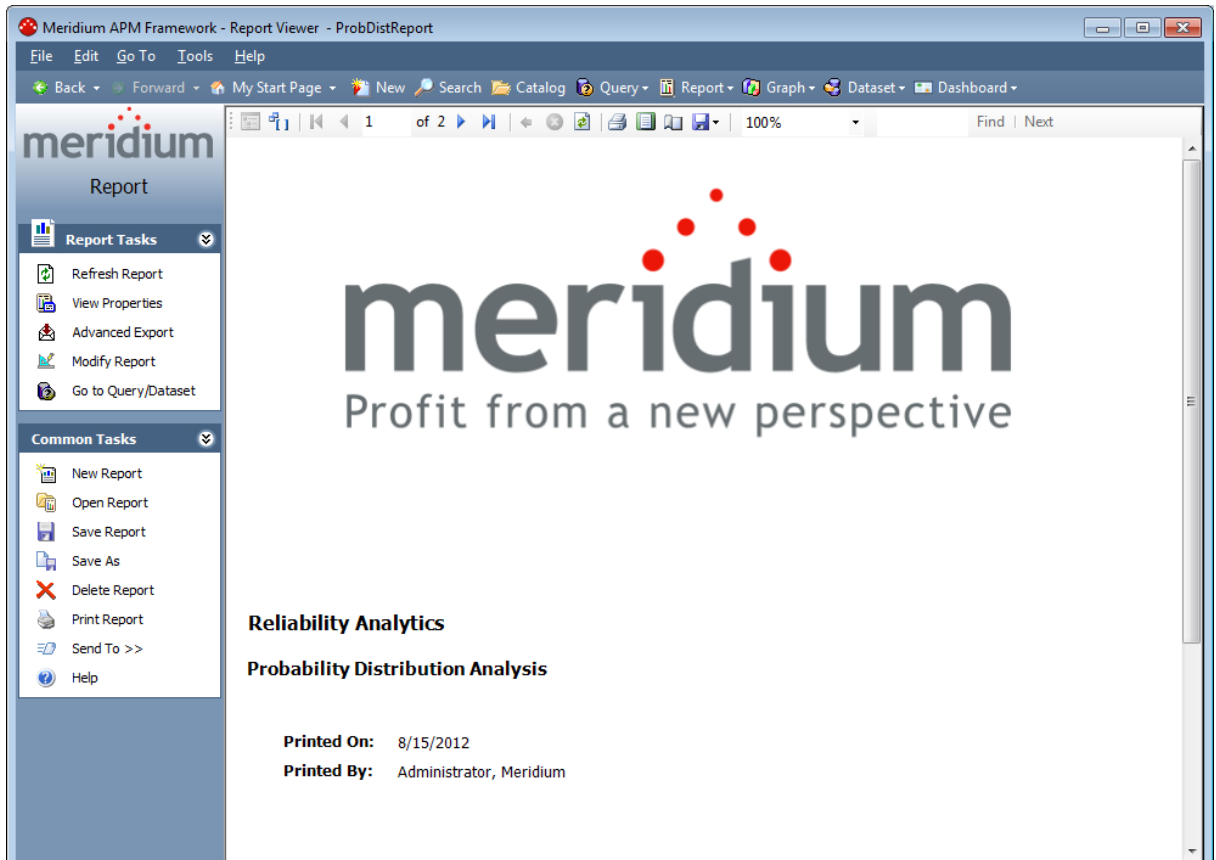 Meridium APM Framework - Report Viewer - ProbDistReport
File Edit Go To Tools Help
Back Forward My Start Page New Search Catalog Query Report Graph Dataset Dashboard
1 of 2 100% Find | Next
meridium
Report
Report Tasks
Refresh Report
View Properties
Advanced Export
Modify Report
Go to Query/Dataset
Common Tasks
New Report
Open Report
Save Report
Save As
Delete Report
Print Report
Send To >>
Help
meridium
Profit from a new perspective
Reliability Analytics
Probability Distribution Analysis
Printed On: 8/15/2012
Printed By: Administrator, Meridium